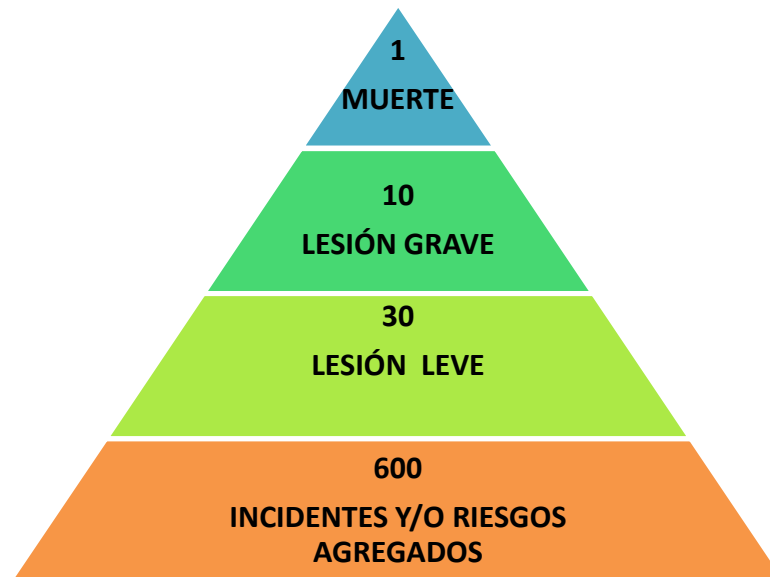 1
MUERTE
10
LESIÓN GRAVE
30
LESIÓN LEVE
600
INCIDENTES Y/O RIESGOS
AGREGADOS